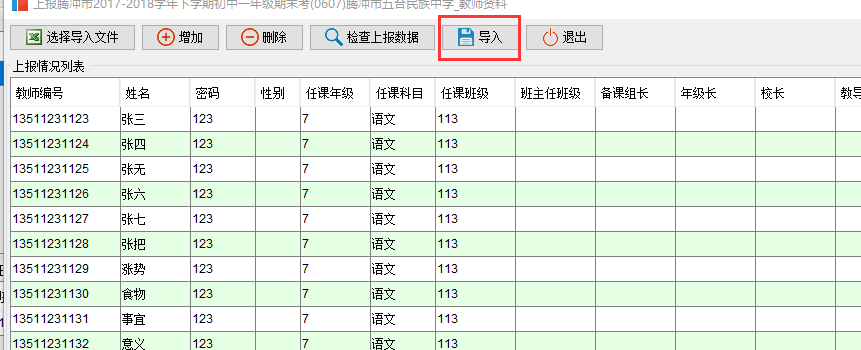 上报腾冲市2017-2018学年下学期初中一年级期末考(0607)腾冲市五合民族中学_教师资料
选择导入文件 增加 删除 检查上报数据 导入 退出
上报情况列表
教师编号 姓名 密码 性别 任课年级 任课科目 任课班级 班主任班级 备课组长 年级长 校长 教导
13511231123 张三 123 7 语文 113
13511231124 张四 123 7 语文 113
13511231125 张无 123 7 语文 113
13511231126 张六 123 7 语文 113
13511231127 张七 123 7 语文 113
13511231128 张把 123 7 语文 113
13511231129 涨势 123 7 语文 113
13511231130 食物 123 7 语文 113
13511231131 事宜 123 7 语文 113
13511231132 意义 123 7 语文 113